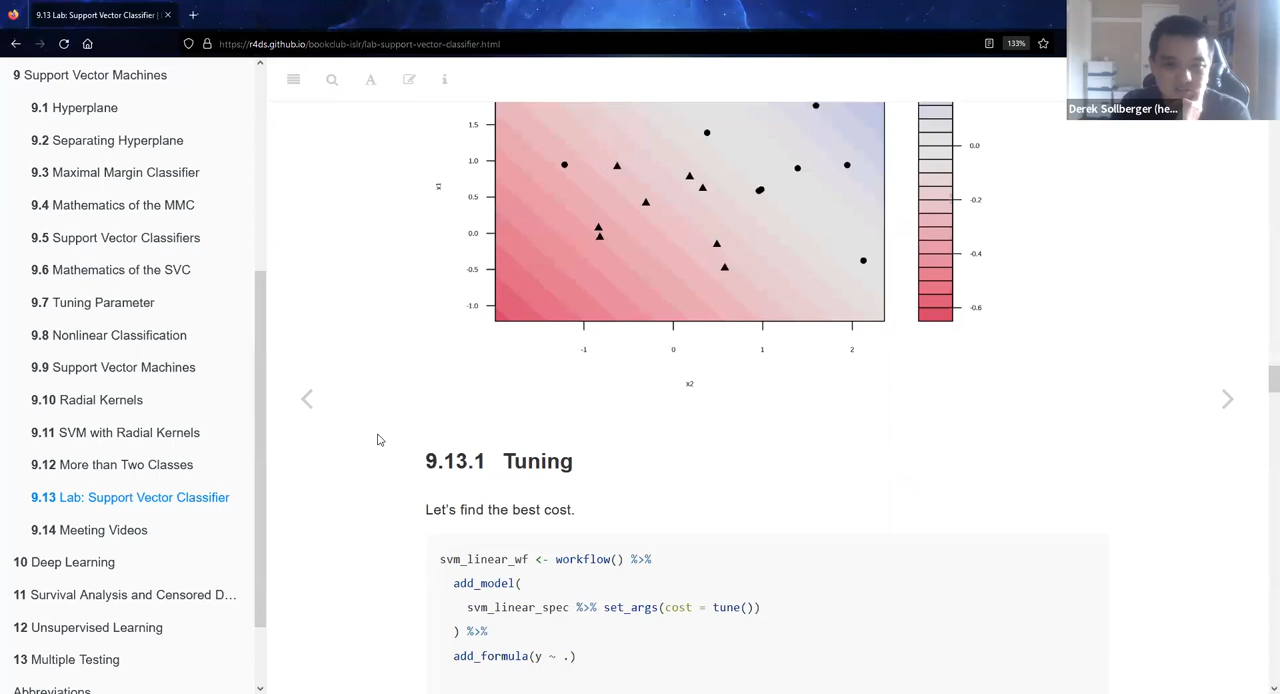 9.13 Lab: Support Vector Classifier |
https://r4ds.github.io/bookclub-islr/lab-support-vector-classifier.html
133%
Derek Sollberger (he...
9 Support Vector Machines
9.1 Hyperplane
9.2 Separating Hyperplane
9.3 Maximal Margin Classifier
9.4 Mathematics of the MMC
9.5 Support Vector Classifiers
9.6 Mathematics of the SVC
9.7 Tuning Parameter
9.8 Nonlinear Classification
9.9 Support Vector Machines
9.10 Radial Kernels
9.11 SVM with Radial Kernels
9.12 More than Two Classes
9.13 Lab: Support Vector Classifier
9.14 Meeting Videos
10 Deep Learning
11 Survival Analysis and Censored D...
12 Unsupervised Learning
13 Multiple Testing
Abbreviations
x1
1.5
1.0
0.5
0.0
-0.5
-1.0
-1 0 1 2
x2
0.0
-0.2
-0.4
-0.6
9.13.1 Tuning
Let's find the best cost.
svm_linear_wf <- workflow() %>%
add_model(
svm_linear_spec %>% set_args(cost = tune())
) %>%
add_formula(y ~ .)